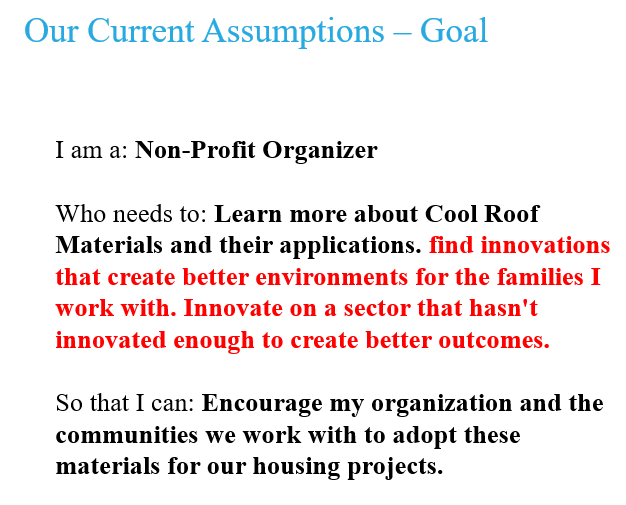 Our Current Assumptions – Goal
I am a: Non-Profit Organizer
Who needs to: Learn more about Cool Roof
Materials and their applications. find innovations
that create better environments for the families I
work with. Innovate on a sector that hasn't
innovated enough to create better outcomes.
So that I can: Encourage my organization and the
communities we work with to adopt these
materials for our housing projects.